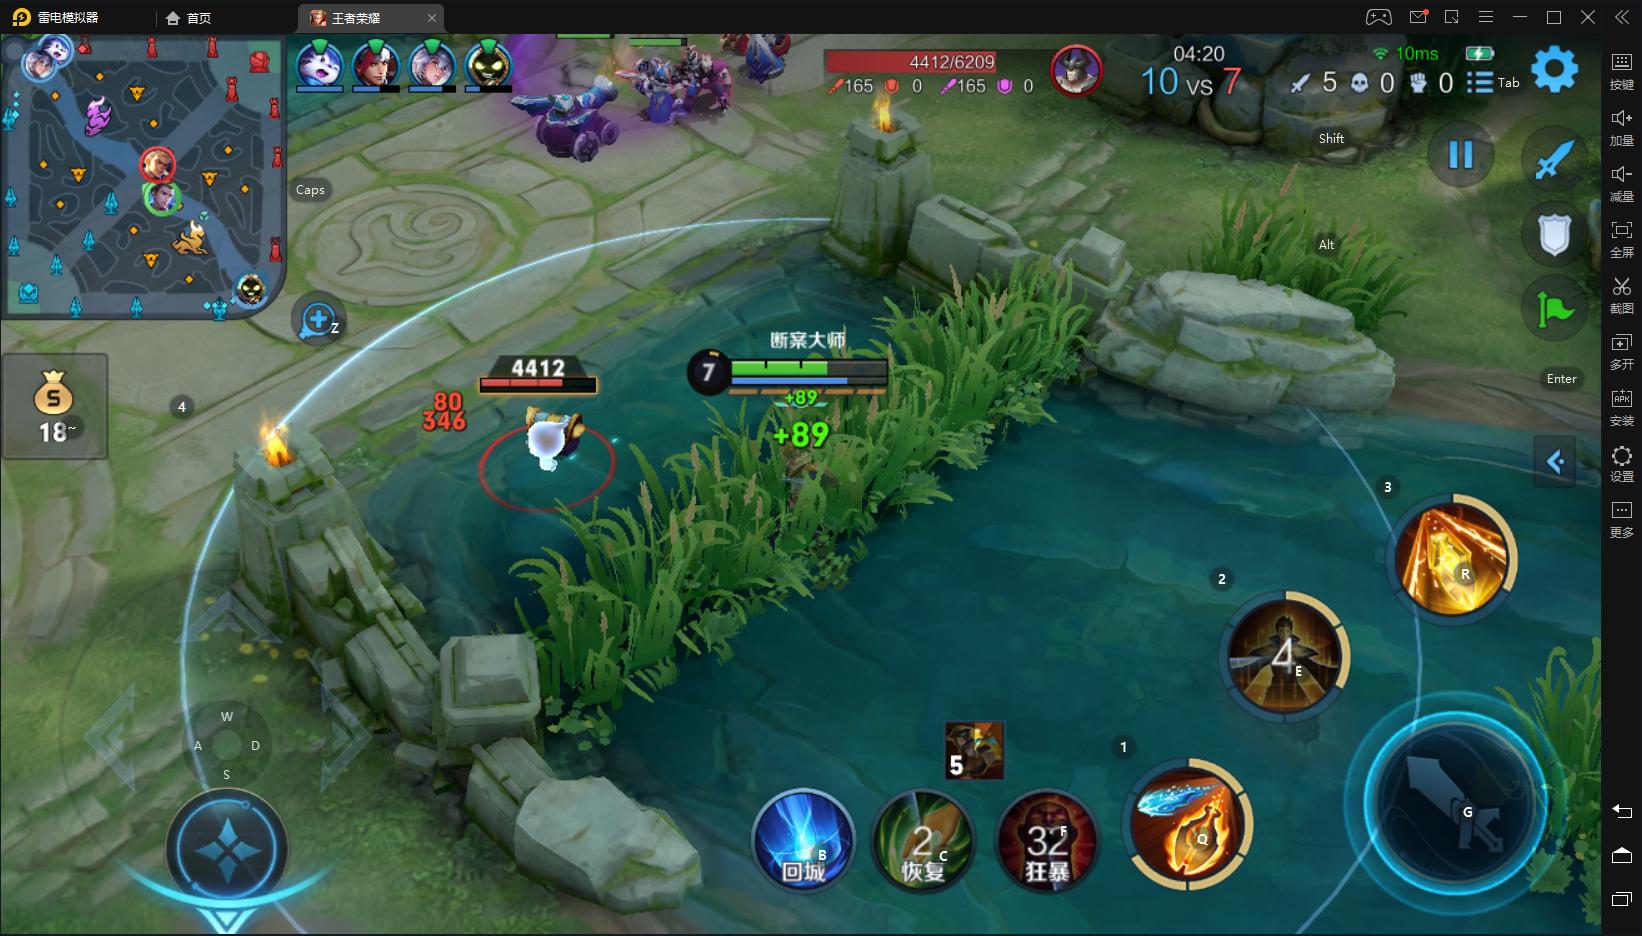 雷电模拟器
首页
王者荣耀
4412/6209
165
0
165
0
04:20
10 vs 7
10ms
5
0
0
Tab
Shift
Caps
Alt
Z
Enter
18
~
4
4412
80
346
7
断案大师
+89
+89
3
R
2
4
E
1
5
Q
G
W
A
D
S
回城
B
2
恢复
C
32
狂暴
F
按键
加量
减量
全屏
截图
多开
APK
安装
设置
更多